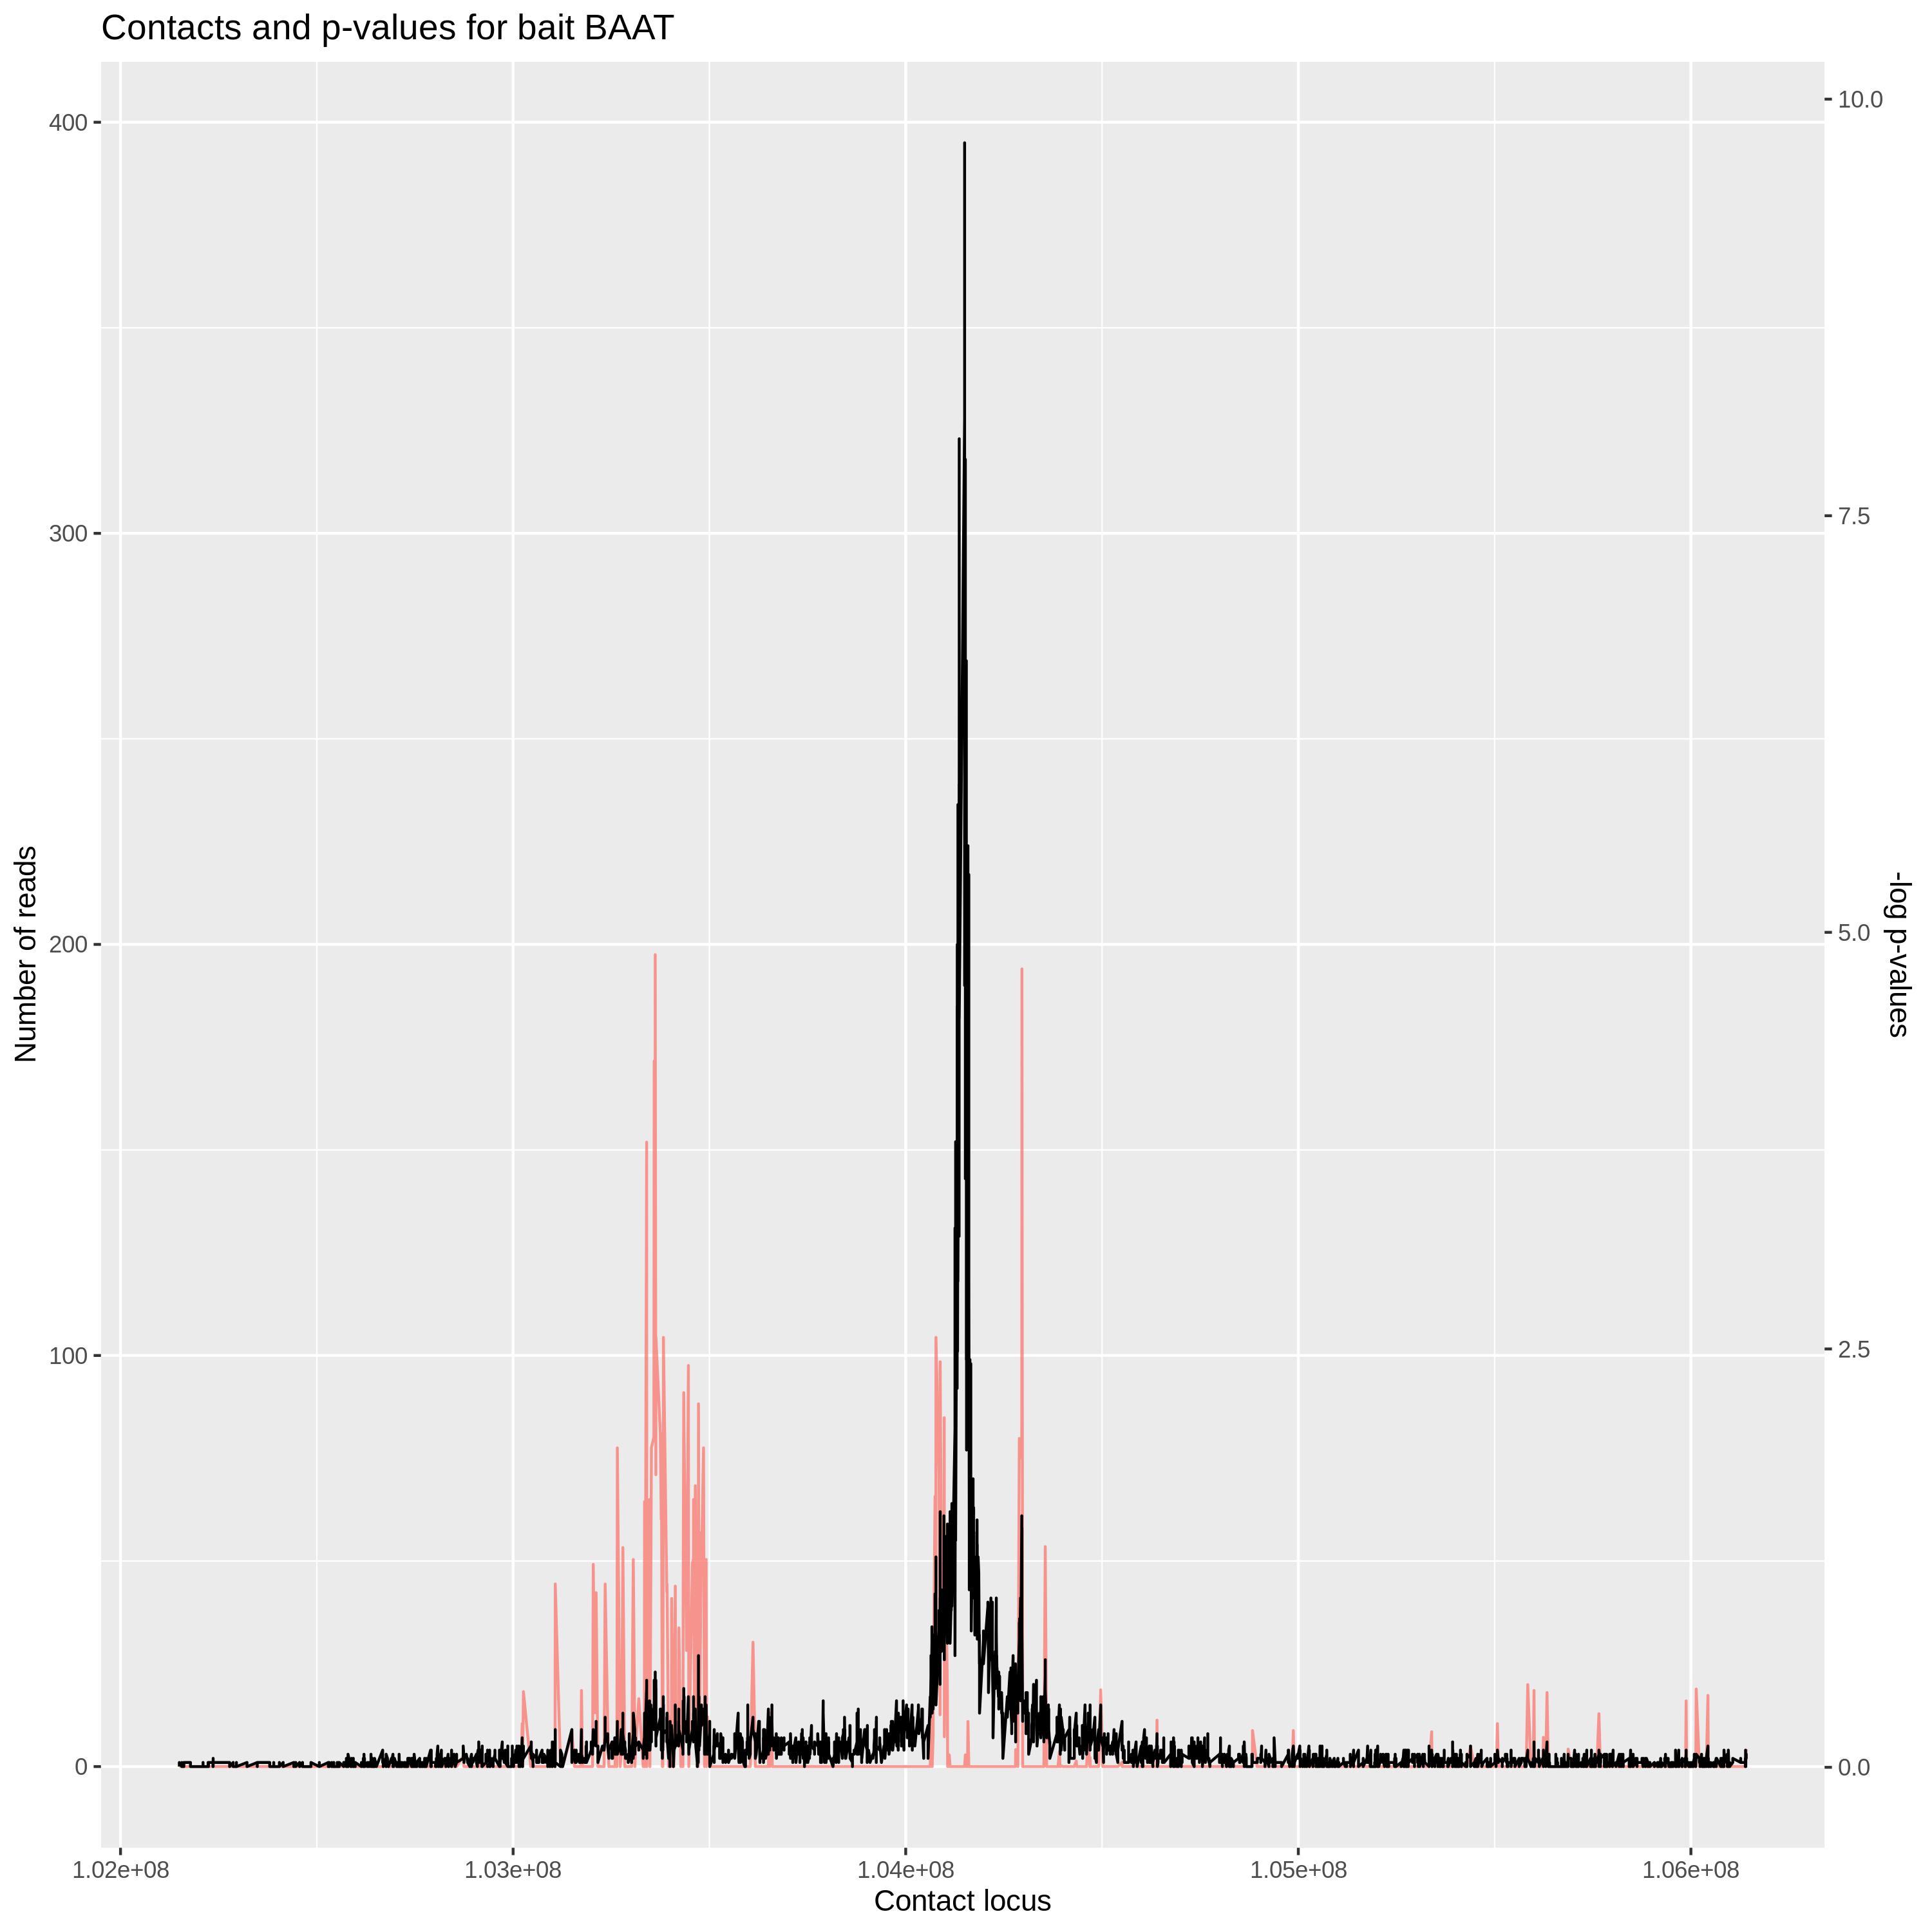 Contacts and p-values for bait BAAT
400
300
200
100
0
Number of reads
10.0
7.5
5.0
2.5
0.0
-log p-values
1.02e+08
1.03e+08
1.04e+08
1.05e+08
1.06e+08
Contact locus